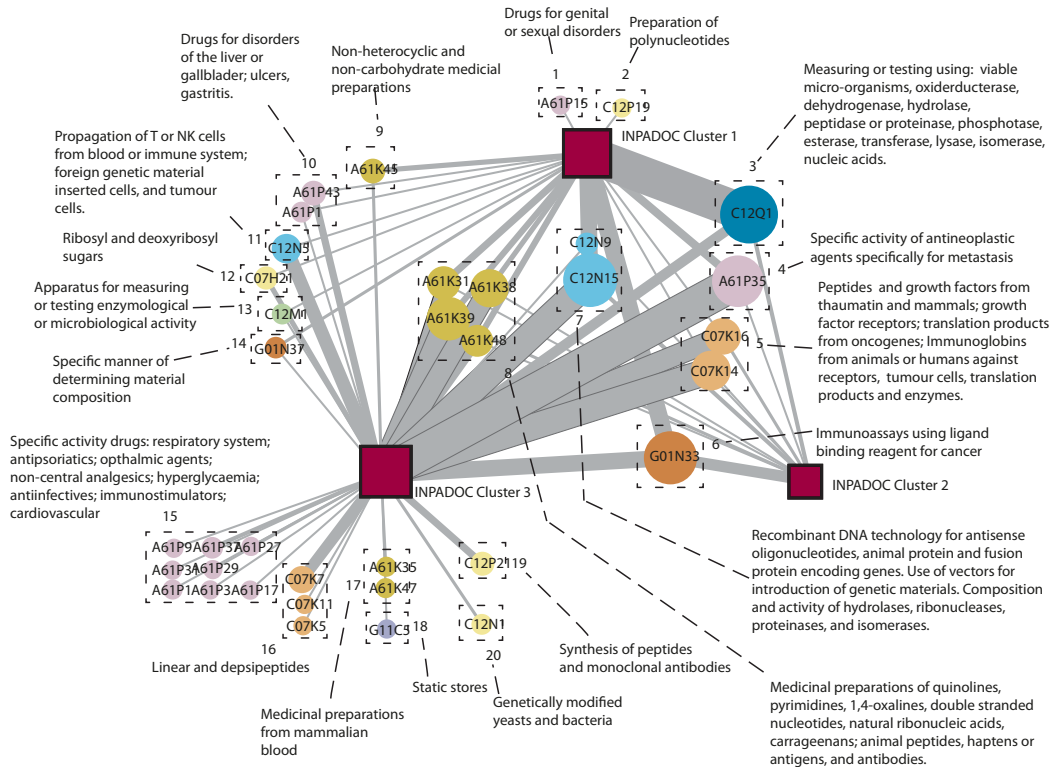 Drugs for genital
or sexual disorders
Preparation of
polynucleotides
Drugs for disorders
of the liver or
gallblader; ulcers,
gastritis.
Non-heterocyclic and
non-carbohydrate medicial
preparations
Measuring or testing using: viable
micro-organisms, oxiderducterase,
dehydrogenase, hydrolase,
peptidase or proteinase, phosphotase,
esterase, transferase, lysase, isomerase,
nucleic acids.
1
2
A61P15
C12P19
INPADOC Cluster 1
9
A61K45
3
C12Q1
Propagation of T or NK cells
from blood or immune system;
foreign genetic material
inserted cells, and tumour
cells.
10
A61P43
A61P1
Ribosyl and deoxyribosyl
sugars
11
C12N5
12
C07H21
Apparatus for measuring
or testing enzymological
or microbiological activity
13
C12M1
14
G01N37
Specific manner of
determining material
composition
C12N9
C12N15
7
A61K31
A61K38
A61K39
A61K48
8
Specific activity of antineoplastic
agents specifically for metastasis
4
A61P35
Peptides and growth factors from
thaumatin and mammals; growth
factor receptors; translation products
from oncogenes; Immunoglobins
from animals or humans against
receptors, tumour cells, translation
products and enzymes.
C07K16
5
C07K14
Immunoassays using ligand
binding reagent for cancer
6
G01N33
INPADOC Cluster 2
Specific activity drugs: respiratory system;
antipsoriatics; opthalmic agents;
non-central analgesics; hyperglycaemia;
antiinfectives; immunostimulators;
cardiovascular
INPADOC Cluster 3
15
A61P9
A61P37
A61P27
A61P31
A61P29
A61P1
A61P3
A61P17
C07K7
C07K11
C07K5
16
Linear and depsipeptides
A61K35
17
A61K47
G11C5
18
Static stores
Medicinal preparations
from mammalian
blood
C12P21
19
C12N1
20
Synthesis of peptides
and monoclonal antibodies
Genetically modified
yeasts and bacteria
Recombinant DNA technology for antisense
oligonucleotides, animal protein and fusion
protein encoding genes. Use of vectors for
introduction of genetic materials. Composition
and activity of hydrolases, ribonucleases,
proteinases, and isomerases.
Medicinal preparations of quinolines,
pyrimidines, 1,4-oxalines, double stranded
nucleotides, natural ribonucleic acids,
carrageenans; animal peptides, haptens or
antigens, and antibodies.